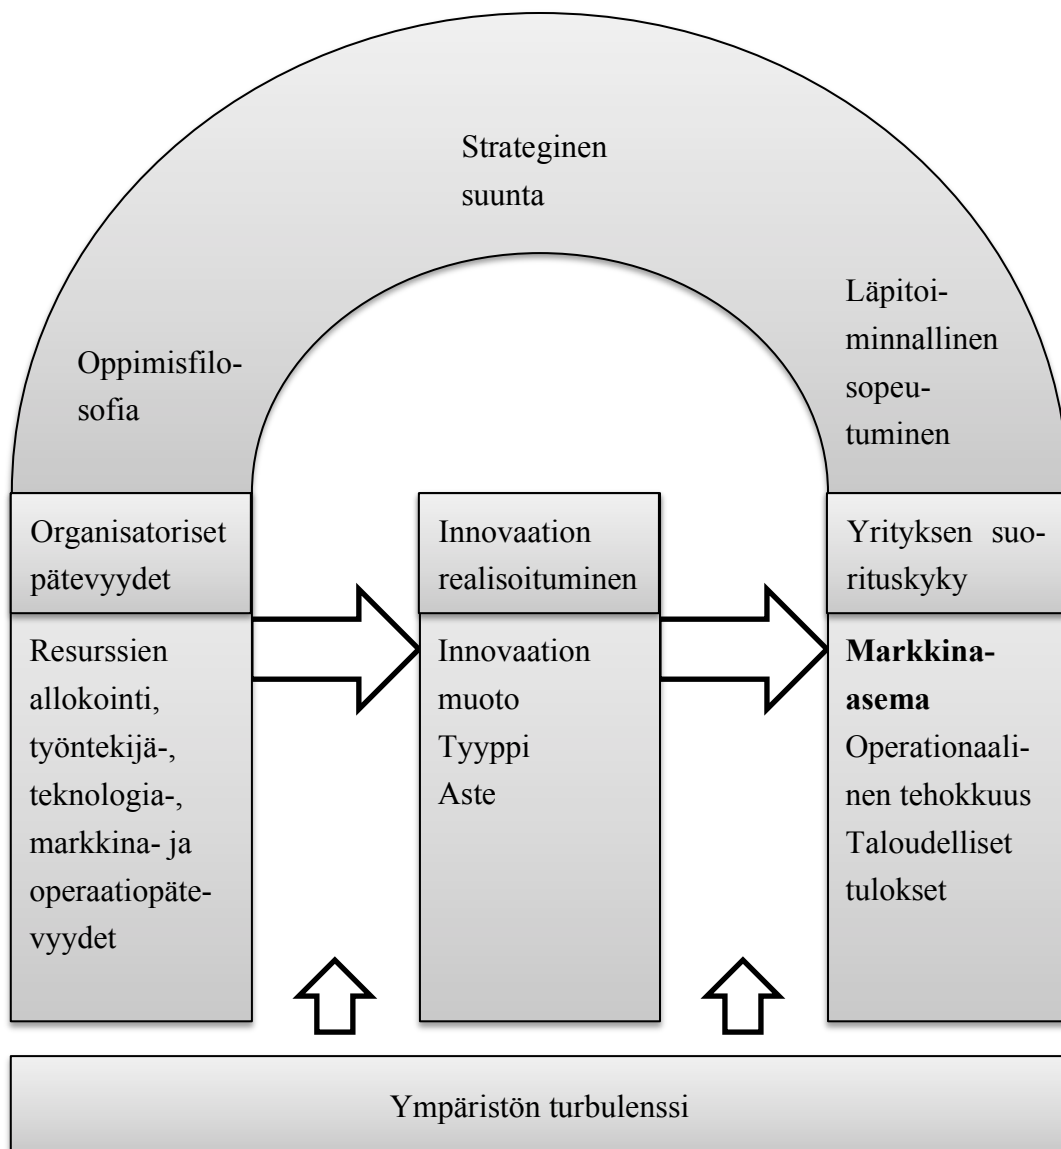 Strateginen
suunta
Läpitoi-
minnallinen
sopeu-
tuminen
Oppimisfilo-
sofia
Organisatoriset
pätevyydet
Resurssien
allokointi,
työntekijä-,
teknologia-,
markkina- ja
operaatiopäte-
vyydet
Innovaation
realisoituminen
Innovaation
muoto
Tyyppi
Aste
Yrityksen suo-
rituskyky
Markkina-
asema
Operationaali-
nen tehokkuus
Taloudelliset
tulokset
Ympäristön turbulenssi